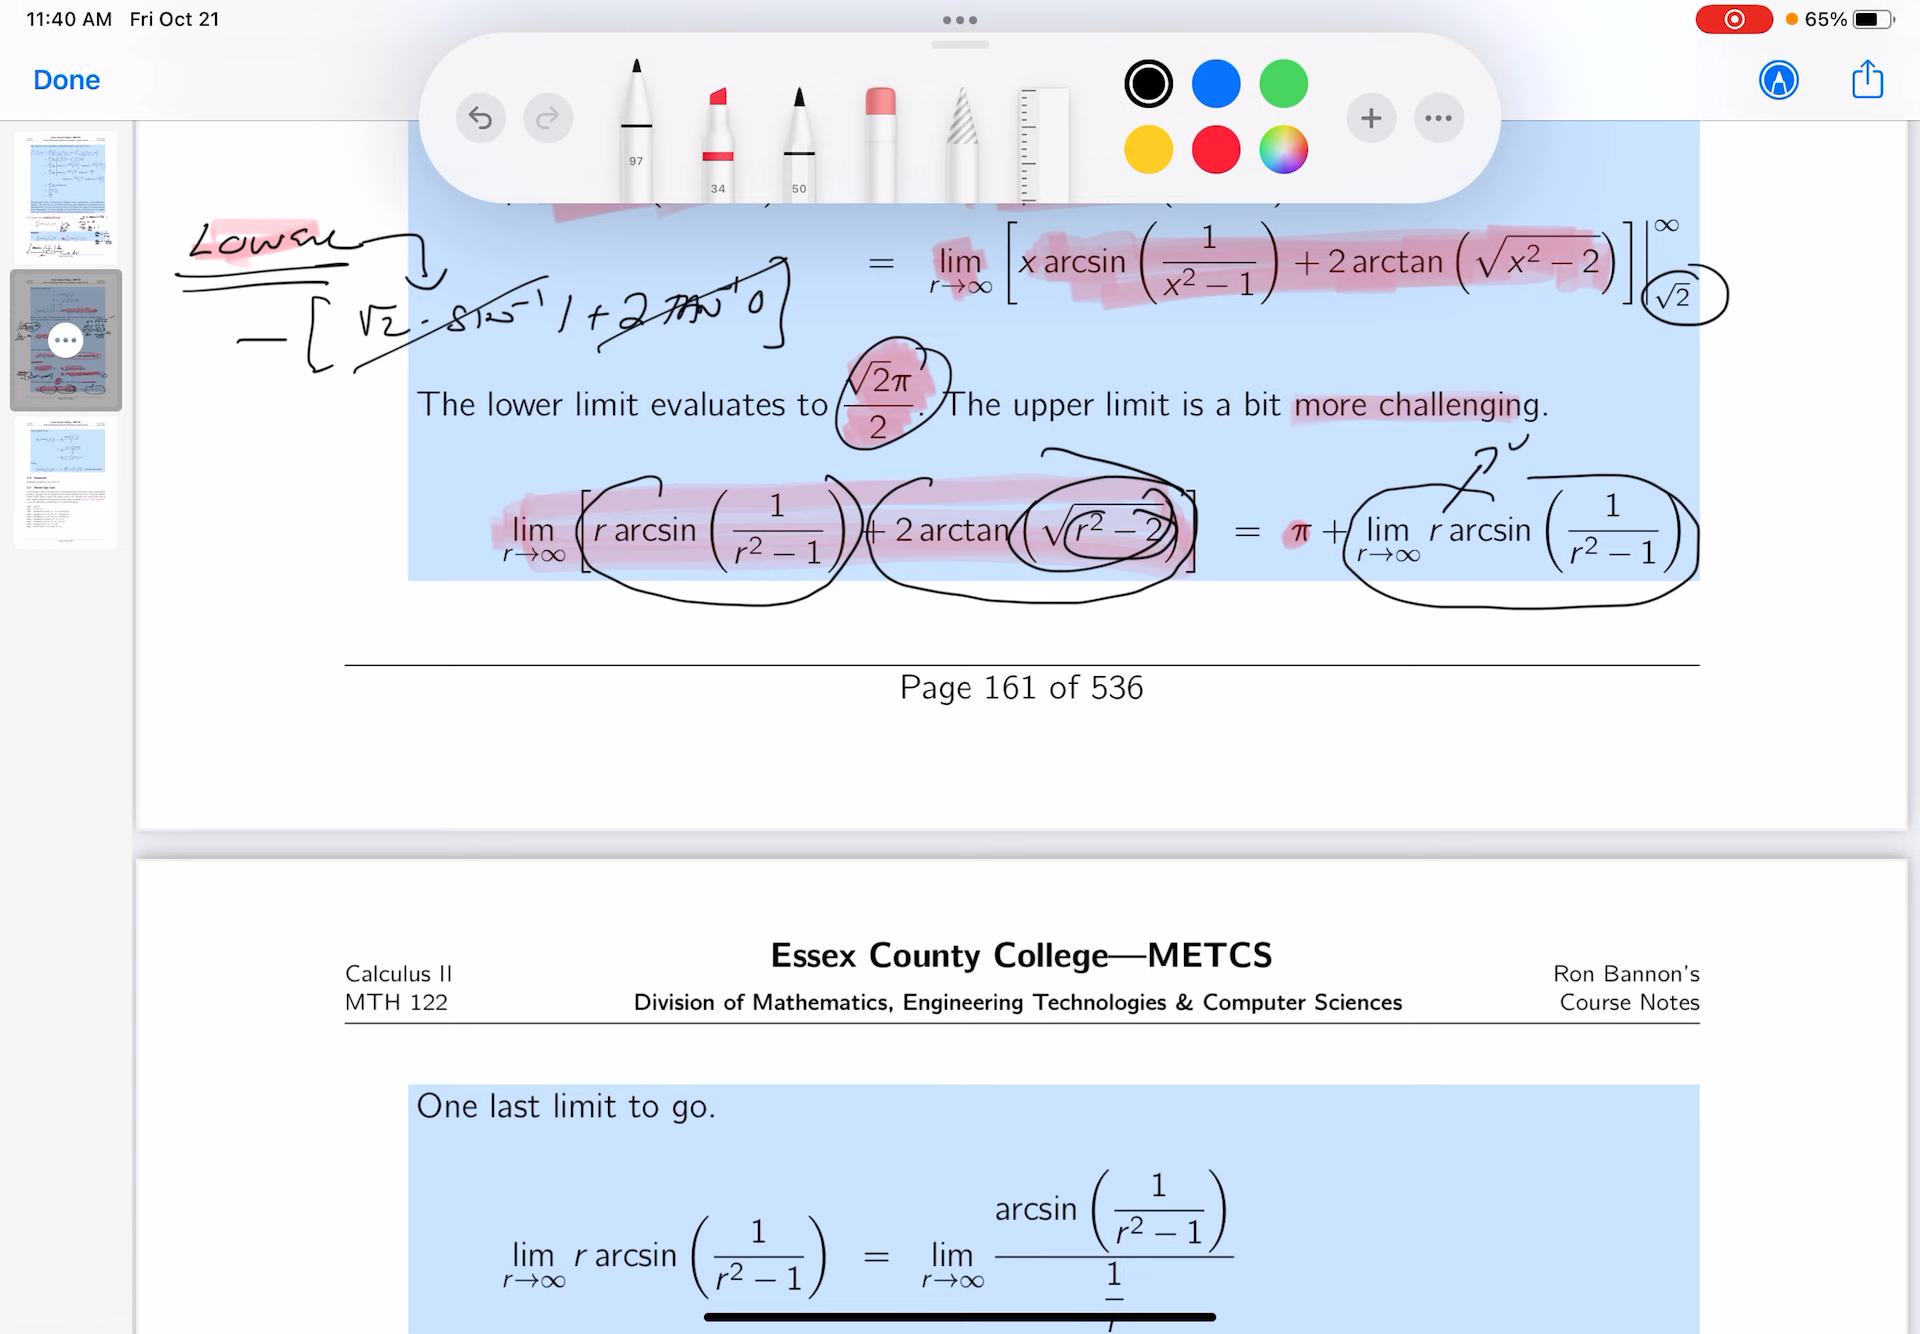 11:40 AM Fri Oct 21
65%
Done
97
34
50
Lower
= lim r→∞ [ x arcsin ( 1 / x² − 1 ) + 2 arctan ( √x² − 2 ) ] | ∞ √2
− [ √2 · sin⁻¹ 1 + 2 tan⁻¹ 0 ]
The lower limit evaluates to √2π / 2 . The upper limit is a bit more challenging.
lim r→∞ [ r arcsin ( 1 / r² − 1 ) + 2 arctan ( √r² − 2 ) ] = π + lim r→∞ r arcsin ( 1 / r² − 1 )
Page 161 of 536
Essex County College—METCS
Calculus II
Ron Bannon's
MTH 122
Division of Mathematics, Engineering Technologies & Computer Sciences
Course Notes
One last limit to go.
lim r→∞ r arcsin ( 1 / r² − 1 ) = lim r→∞ arcsin ( 1 / r² − 1 ) / 1 / r